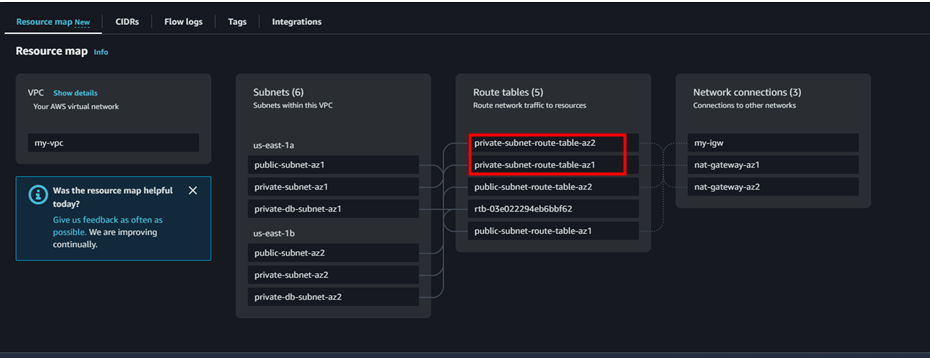 Resource map New
CIDRs
Flow logs
Tags
Integrations
Resource map Info
VPC Show details
Your AWS virtual network
my-vpc
Was the resource map helpful
today?
Give us feedback as often as
possible. We are improving
continually.
Subnets (6)
Subnets within this VPC
us-east-1a
public-subnet-az1
private-subnet-az1
private-db-subnet-az1
us-east-1b
public-subnet-az2
private-subnet-az2
private-db-subnet-az2
Route tables (5)
Route network traffic to resources
private-subnet-route-table-az2
private-subnet-route-table-az1
public-subnet-route-table-az2
rtb-03e022294eb6bbf62
public-subnet-route-table-az1
Network connections (3)
Connections to other networks
my-igw
nat-gateway-az1
nat-gateway-az2